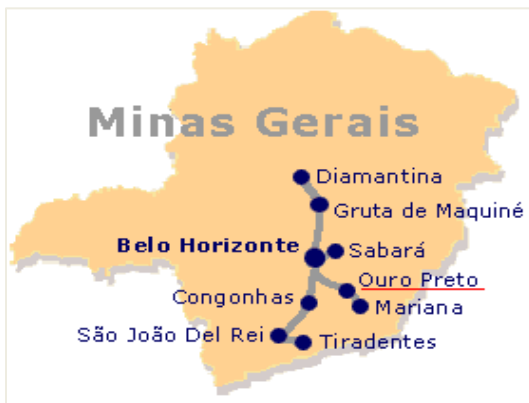 Minas Gerais
Diamantina
Gruta de Maquiné
Belo Horizonte
Sabará
Ouro Preto
Congonhas
Mariana
São João Del Rei
Tiradentes